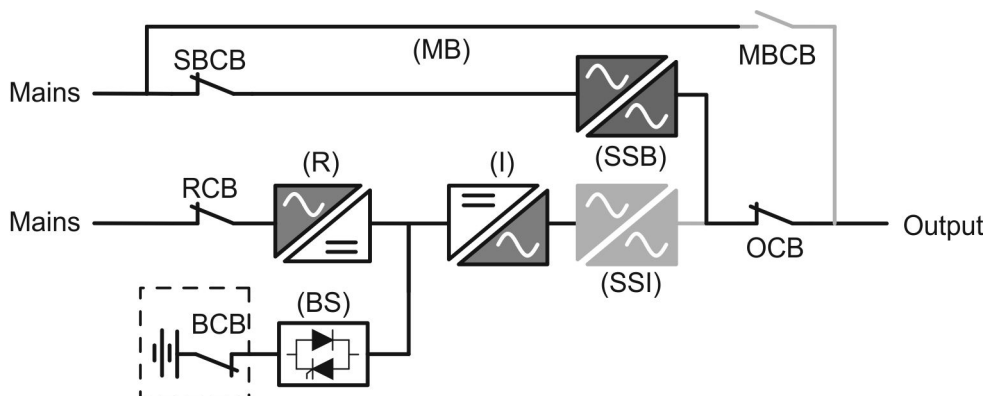 (MB)
MBCB
SBCB
Mains
(SSB)
(R)
(I)
RCB
Mains
Output
OCB
(SSI)
(BS)
BCB